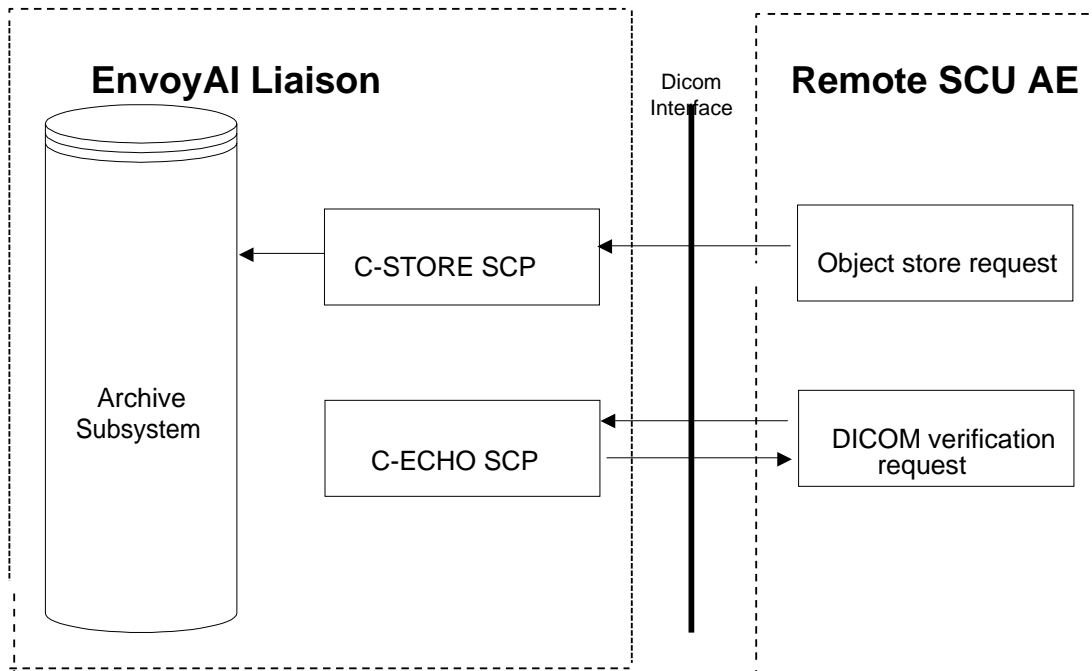 EnvoyAI Liaison
Dicom
Interface
Remote SCU AE
C-STORE SCP
Object store request
Archive
Subsystem
C-ECHO SCP
DICOM verification
request